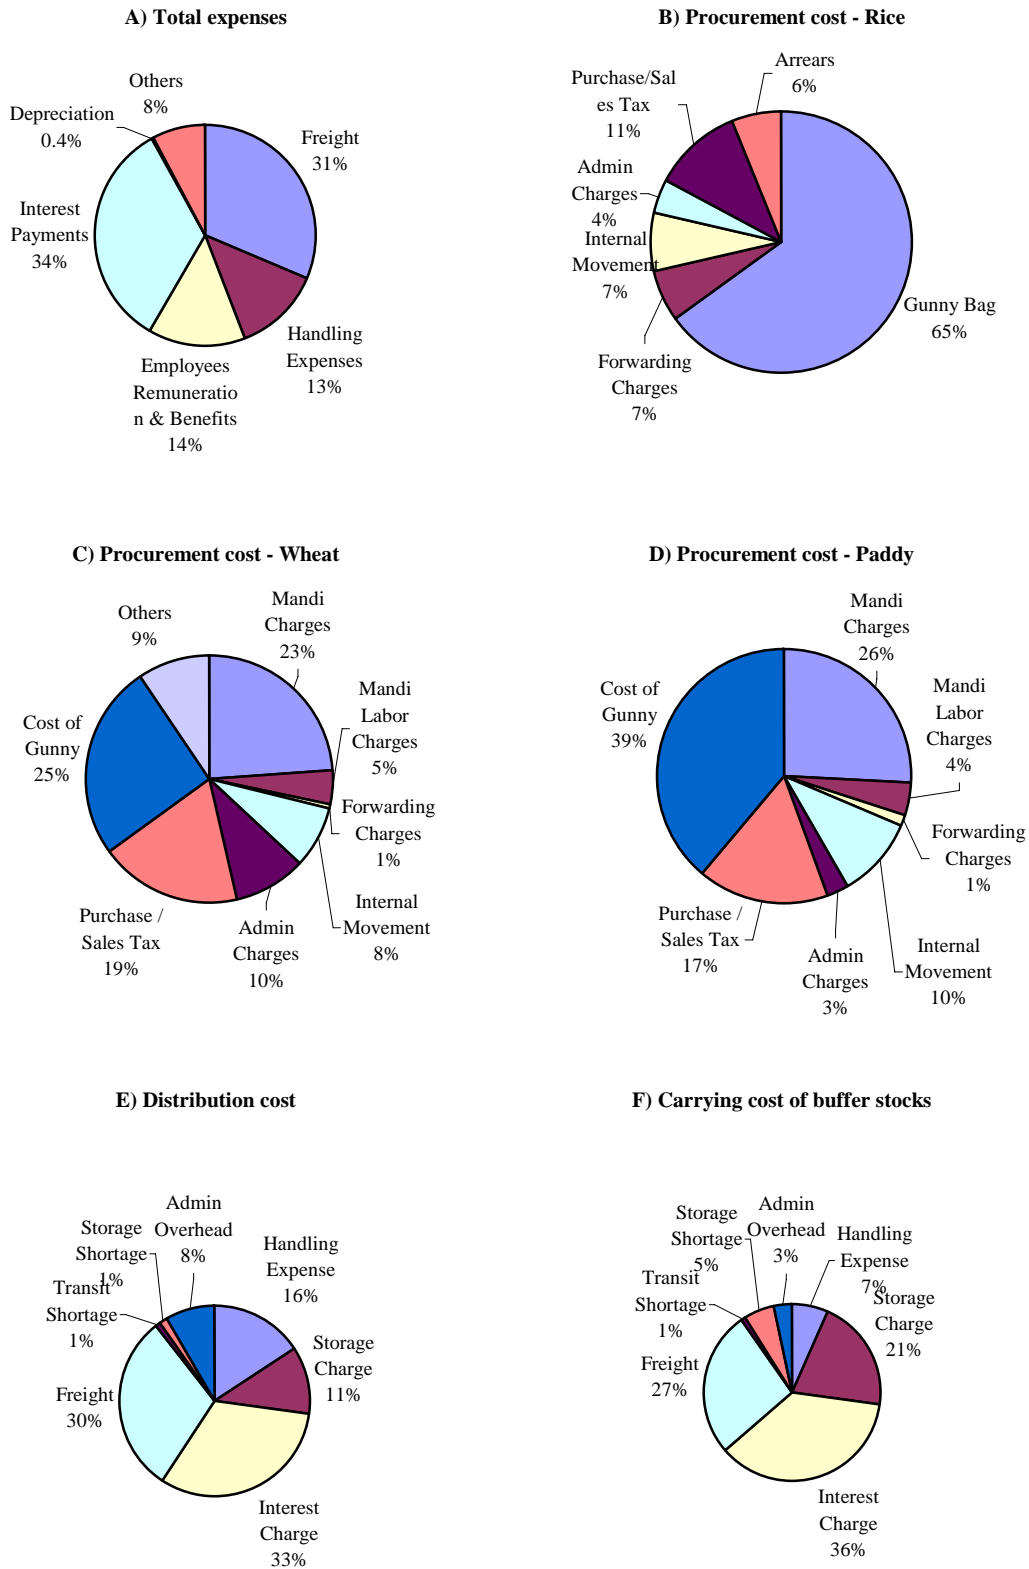 A) Total expenses
Others
8%
Depreciation
0.4%
Freight
31%
Interest
Payments
34%
Handling
Expenses
13%
Employees
Remuneratio
n & Benefits
14%
B) Procurement cost - Rice
Arrears
6%
Purchase/Sal
es Tax
11%
Admin
Charges
4%
Internal
Movement
7%
Gunny Bag
65%
Forwarding
Charges
7%
C) Procurement cost - Wheat
Mandi
Charges
23%
Others
9%
Mandi
Labor
Charges
5%
Cost of
Gunny
25%
Forwarding
Charges
1%
Internal
Movement
8%
Purchase /
Sales Tax
19%
Admin
Charges
10%
D) Procurement cost - Paddy
Mandi
Charges
26%
Cost of
Gunny
39%
Mandi
Labor
Charges
4%
Forwarding
Charges
1%
Purchase /
Sales Tax
17%
Admin
Charges
3%
Internal
Movement
10%
E) Distribution cost
Admin
Overhead
8%
Storage
Shortage
1%
Handling
Expense
16%
Transit
Shortage
1%
Storage
Charge
11%
Freight
30%
Interest
Charge
33%
F) Carrying cost of buffer stocks
Admin
Overhead
3%
Storage
Shortage
5%
Handling
Expense
7%
Transit
Shortage
1%
Storage
Charge
21%
Freight
27%
Interest
Charge
36%